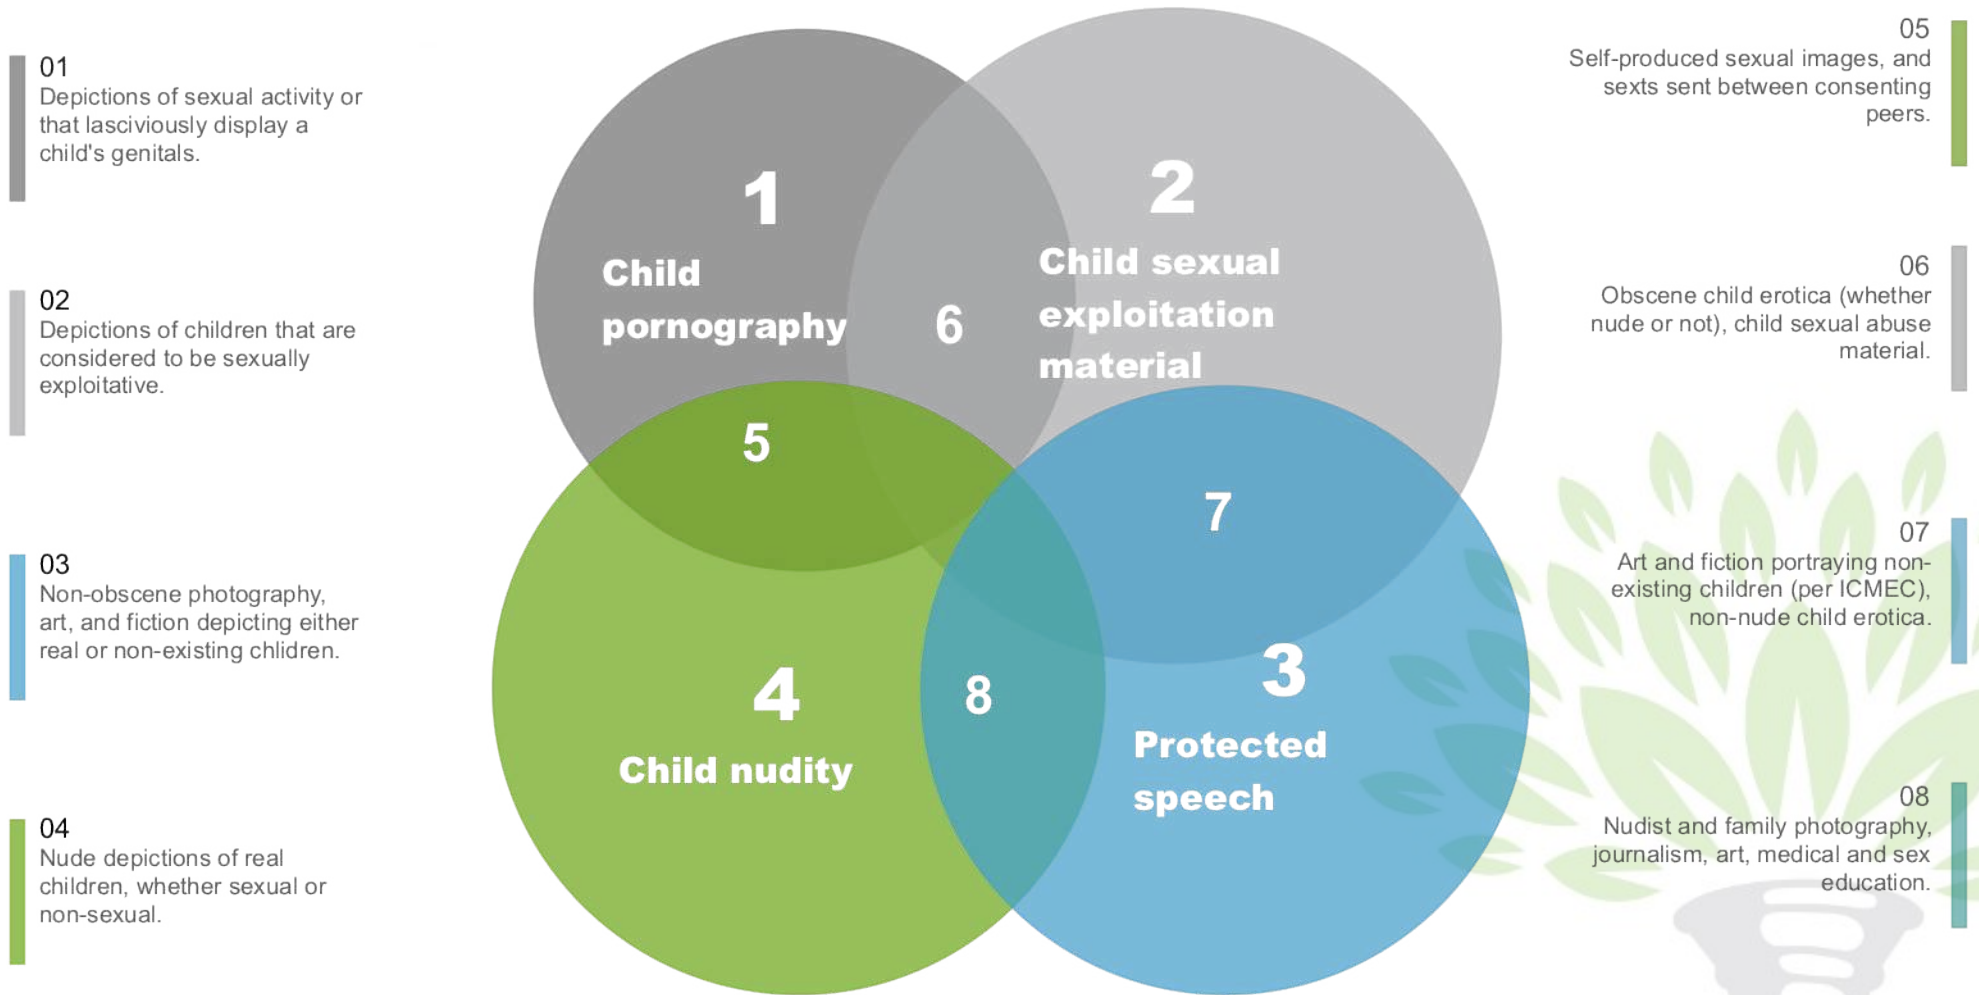 01
Depictions of sexual activity or
that lasciviously display a
child's genitals.
02
Depictions of children that are
considered to be sexually
exploitative.
03
Non-obscene photography,
art, and fiction depicting either
real or non-existing chlidren.
04
Nude depictions of real
children, whether sexual or
non-sexual.
1
Child
pornography
2
Child sexual
exploitation
material
6
5
7
3
Protected
speech
4
Child nudity
8
05
Self-produced sexual images, and
sexts sent between consenting
peers.
06
Obscene child erotica (whether
nude or not), child sexual abuse
material.
07
Art and fiction portraying non-
existing children (per ICMEC),
non-nude child erotica.
08
Nudist and family photography,
journalism, art, medical and sex
education.